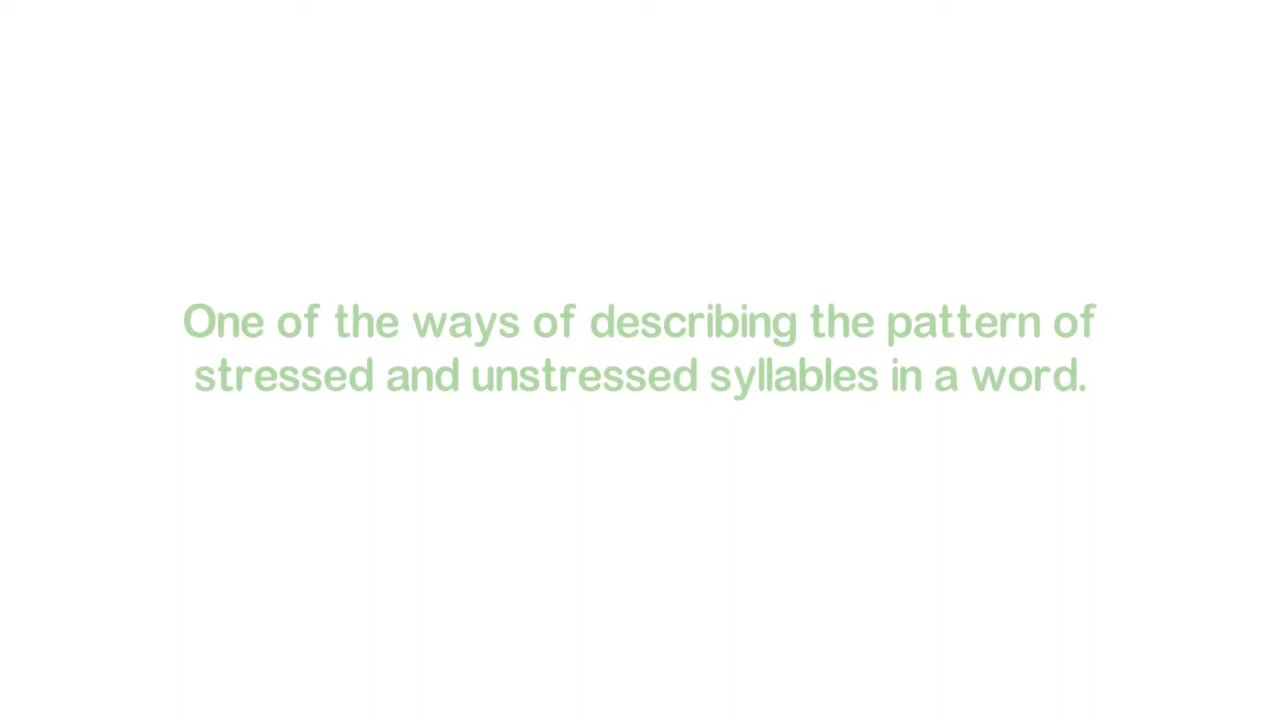 One of the ways of describing the pattern of
stressed and unstressed syllables in a word.